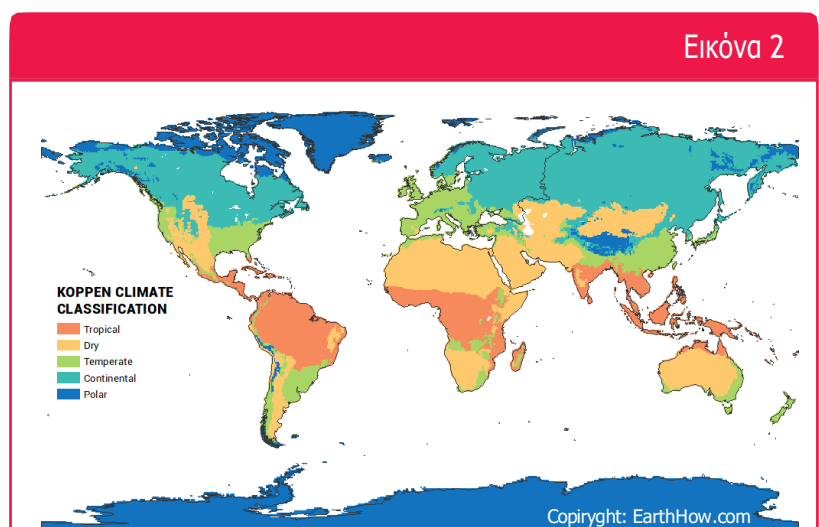 Εικόνα 2
KOPPEN CLIMATE
CLASSIFICATION
Tropical
Dry
Temperate
Continental
Polar
Copiryght: EarthHow.com